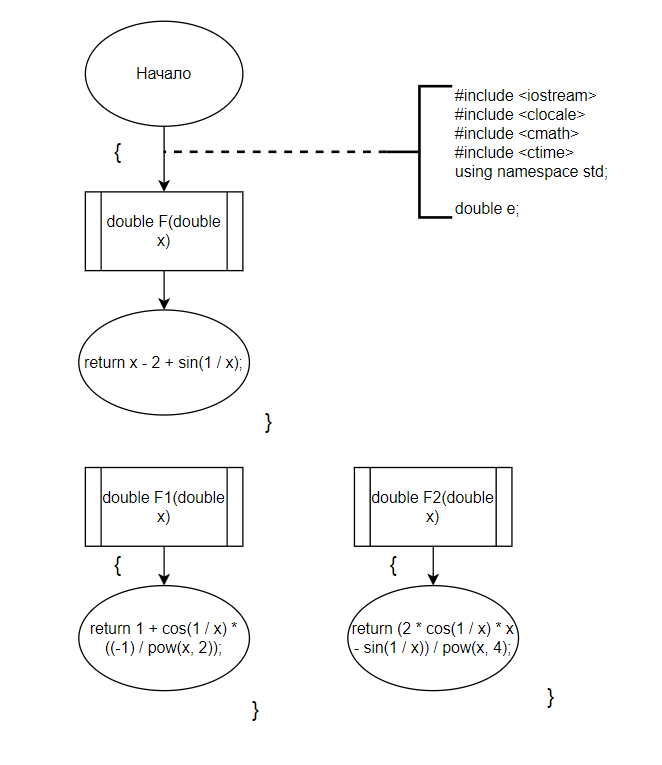 Начало
{
#include <iostream>
#include <clocale>
#include <cmath>
#include <ctime>
using namespace std;
double e;
double F(double
x)
return x - 2 + sin(1 / x);
}
double F1(double
x)
{
return 1 + cos(1 / x) *
((-1) / pow(x, 2));
}
double F2(double
x)
{
return (2 * cos(1 / x) * x
- sin(1 / x)) / pow(x, 4);
}